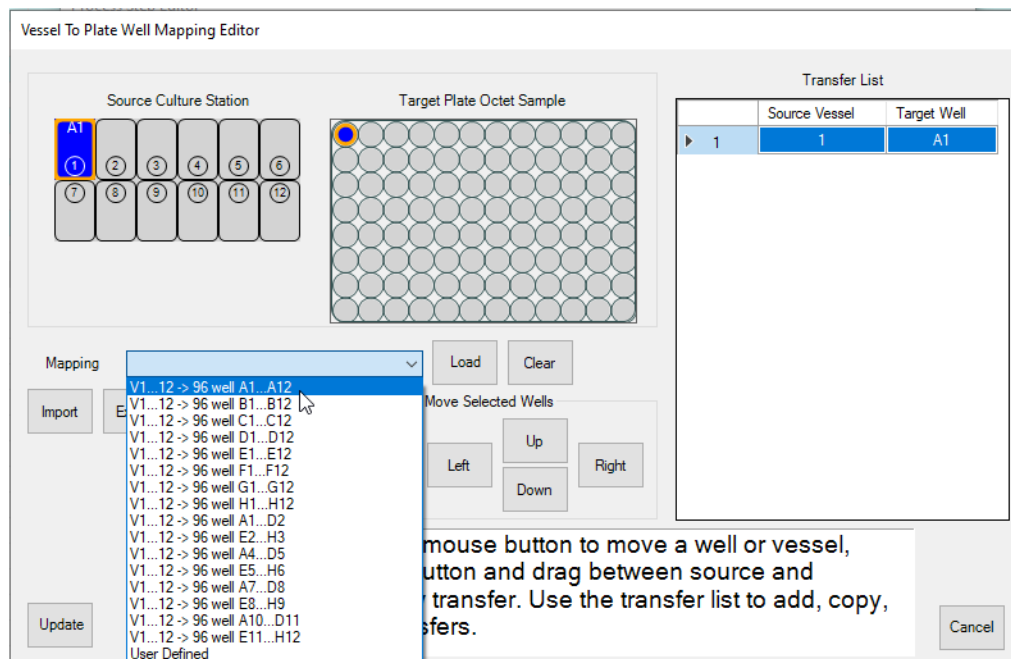 Process Step Editor
Vessel To Plate Well Mapping Editor
Source Culture Station
Target Plate Octet Sample
Transfer List
A1
1 2 3 4 5 6
7 8 9 10 11 12
Source Vessel Target Well
1 1 A1
Mapping
Load Clear
Import
V1...12 -> 96 well A1...A12
V1...12 -> 96 well B1...B12
V1...12 -> 96 well C1...C12
V1...12 -> 96 well D1...D12
V1...12 -> 96 well E1...E12
V1...12 -> 96 well F1...F12
V1...12 -> 96 well G1...G12
V1...12 -> 96 well H1...H12
V1...12 -> 96 well A1...D2
V1...12 -> 96 well E2...H3
V1...12 -> 96 well A4...D5
V1...12 -> 96 well E5...H6
V1...12 -> 96 well A7...D8
V1...12 -> 96 well E8...H9
V1...12 -> 96 well A10...D11
V1...12 -> 96 well E11...H12
User Defined
Move Selected Wells
Up
Left Right
Down
mouse button to move a well or vessel,
and drag between source and
transfer. Use the transfer list to add, copy,
Update
Cancel